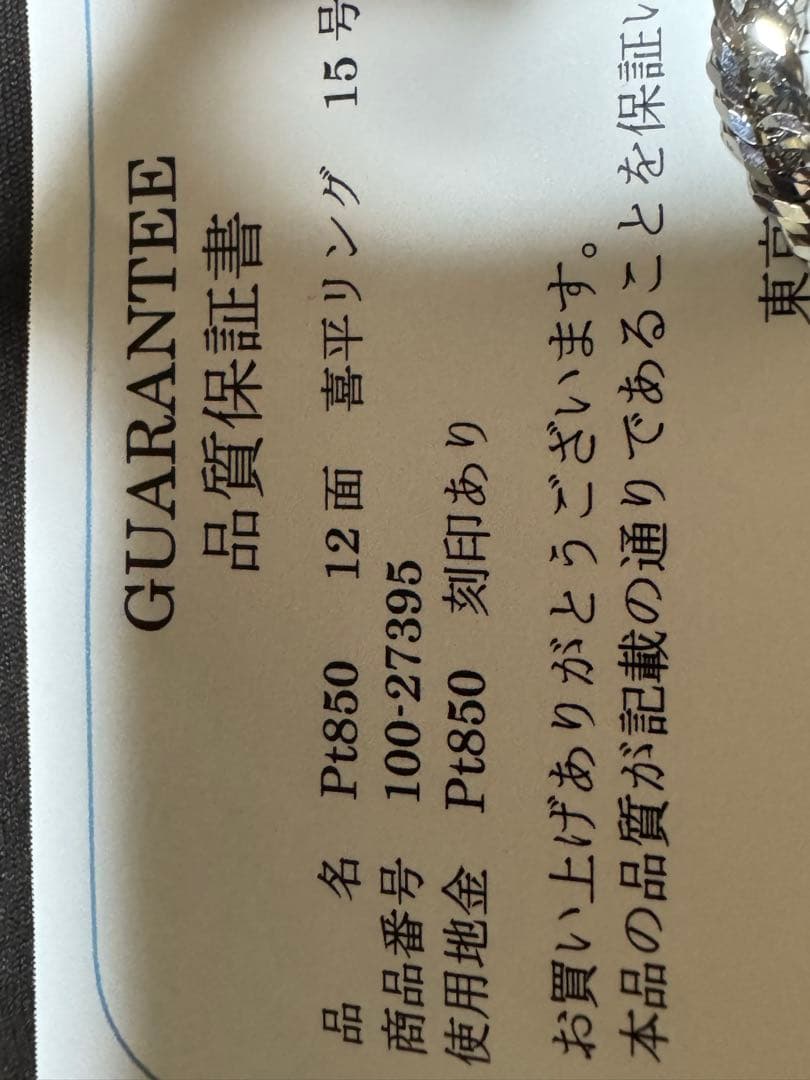 GUARANTEE
品質保証書
品 名 Pt850 12面 喜平リング 15号
商品番号 100-27395
使用地金 Pt850 刻印あり
お買い上げありがとうございます。
本品の品質が記載の通りであることを保証い
東京